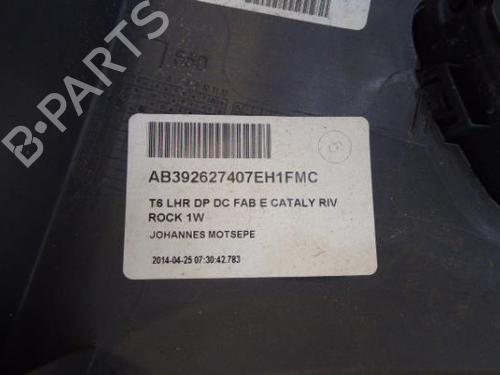 B-PARTS
560
AB392627407EH1FMC
T6 LHR DP DC FAB E CATALY RIV
ROCK 1W
JOHANNES MOTSEPE
2014-04-25 07:30:42.783